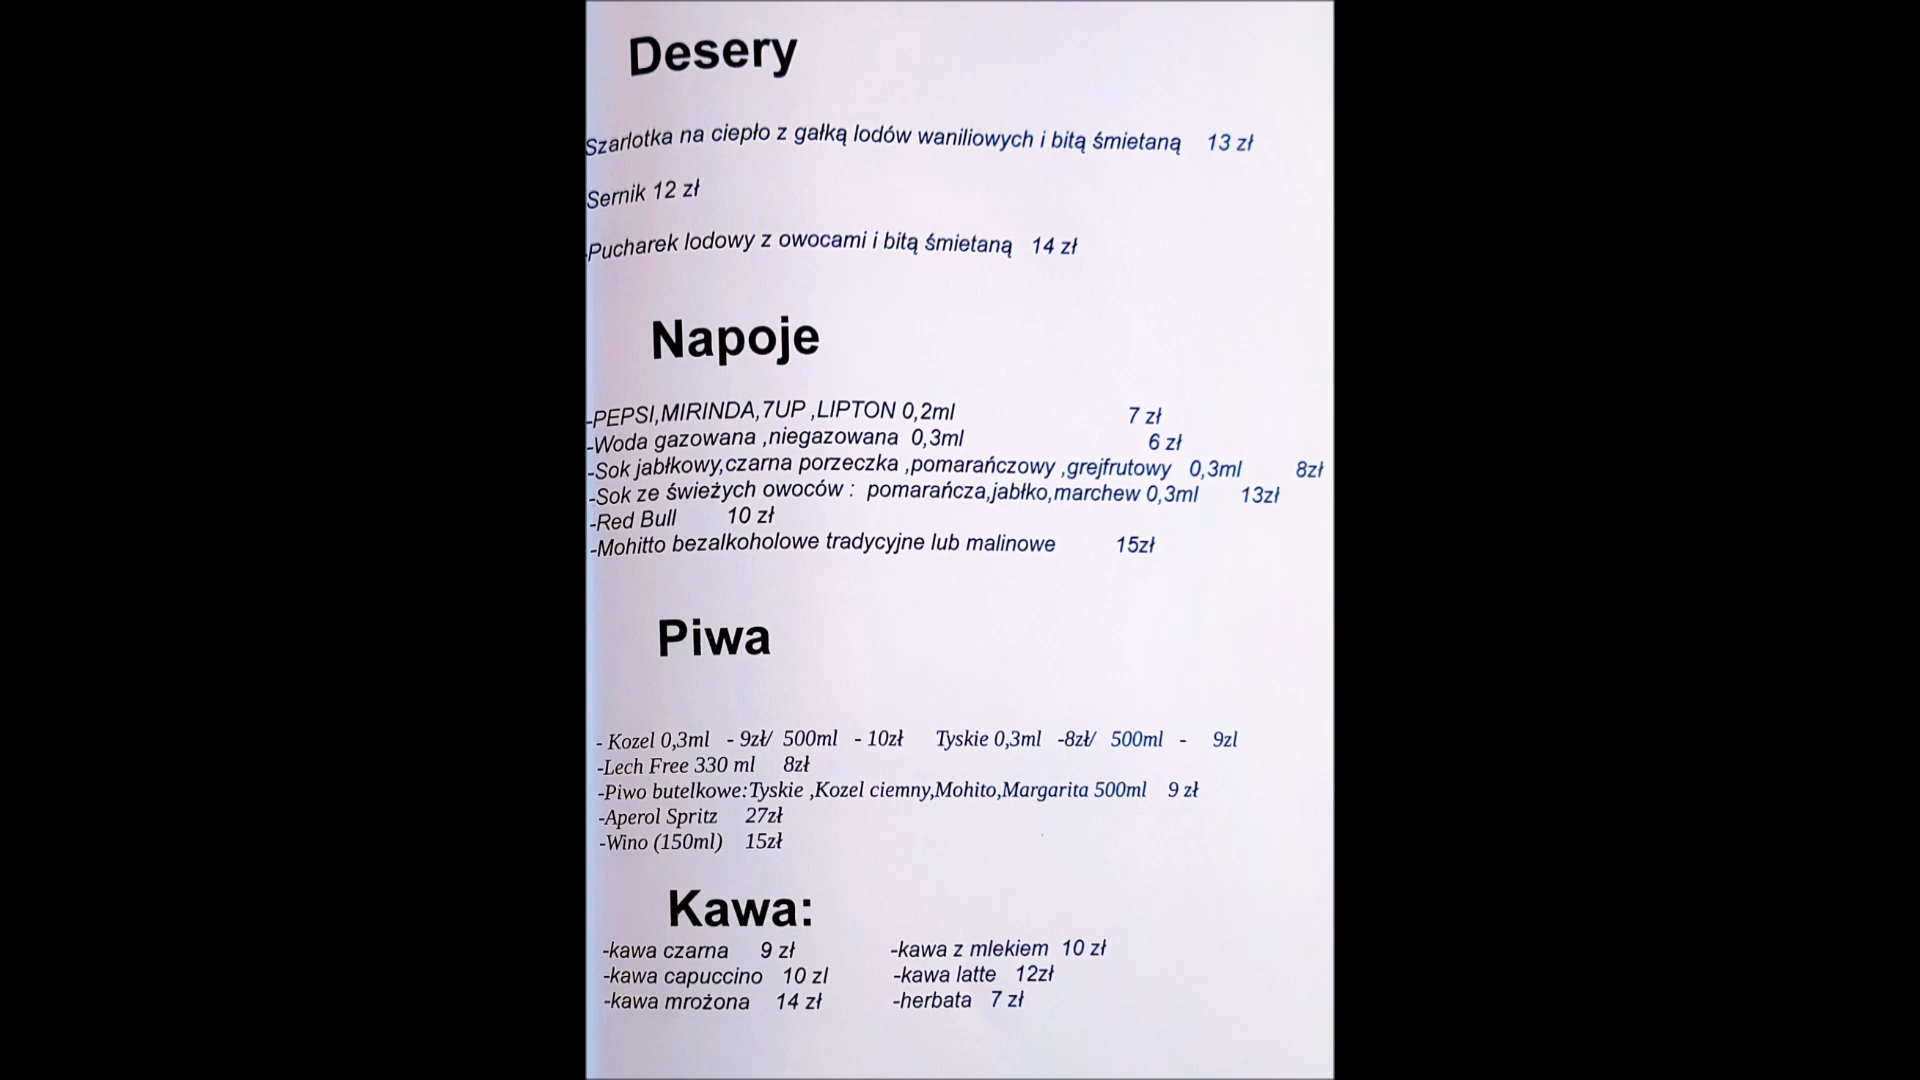 Desery
Szarlotka na ciepło z gałką lodów waniliowych i bitą śmietaną 13 zł
Sernik 12 zł
-Pucharek lodowy z owocami i bitą śmietaną 14 zł
Napoje
-PEPSI,MIRINDA,7UP ,LIPTON 0,2ml 7 zł
-Woda gazowana ,niegazowana 0,3ml 6 zł
-Sok jabłkowy,czarna porzeczka ,pomarańczowy ,grejfrutowy 0,3ml 8zł
-Sok ze świeżych owoców : pomarańcza,jabłko,marchew 0,3ml 13zł
-Red Bull 10 zł
-Mohitto bezalkoholowe tradycyjne lub malinowe 15zł
Piwa
- Kozel 0,3ml - 9zł/ 500ml - 10zł Tyskie 0,3ml -8zł/ 500ml - 9zl
-Lech Free 330 ml 8zł
-Piwo butelkowe:Tyskie ,Kozel ciemny,Mohito,Margarita 500ml 9 zł
-Aperol Spritz 27zł
-Wino (150ml) 15zł
Kawa:
-kawa czarna 9 zł -kawa z mlekiem 10 zł
-kawa capuccino 10 zl -kawa latte 12zł
-kawa mrożona 14 zł -herbata 7 zł